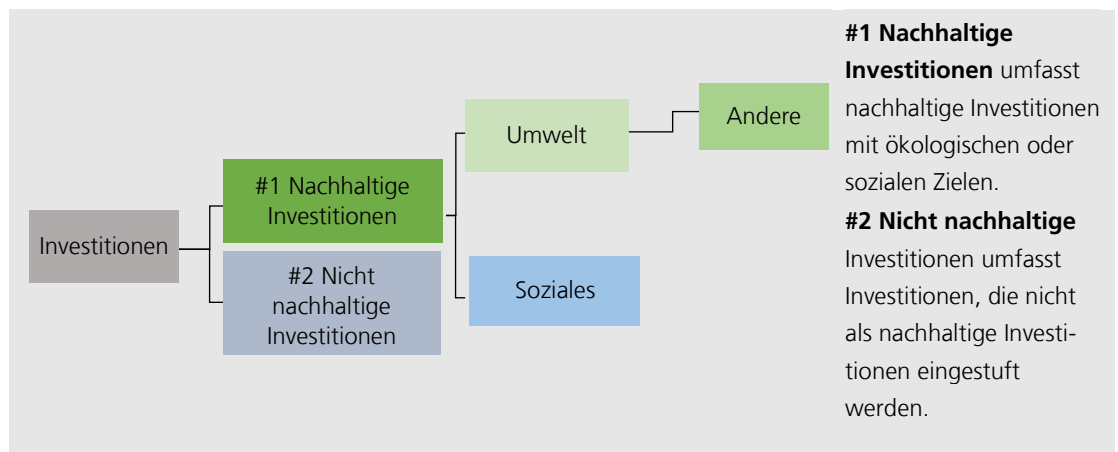 Investitionen
#1 Nachhaltige
Investitionen
#2 Nicht
nachhaltige
Investitionen
Umwelt
Soziales
Andere
#1 Nachhaltige
Investitionen umfasst
nachhaltige Investitionen
mit ökologischen oder
sozialen Zielen.
#2 Nicht nachhaltige
Investitionen umfasst
Investitionen, die nicht
als nachhaltige Investi-
tionen eingestuft
werden.